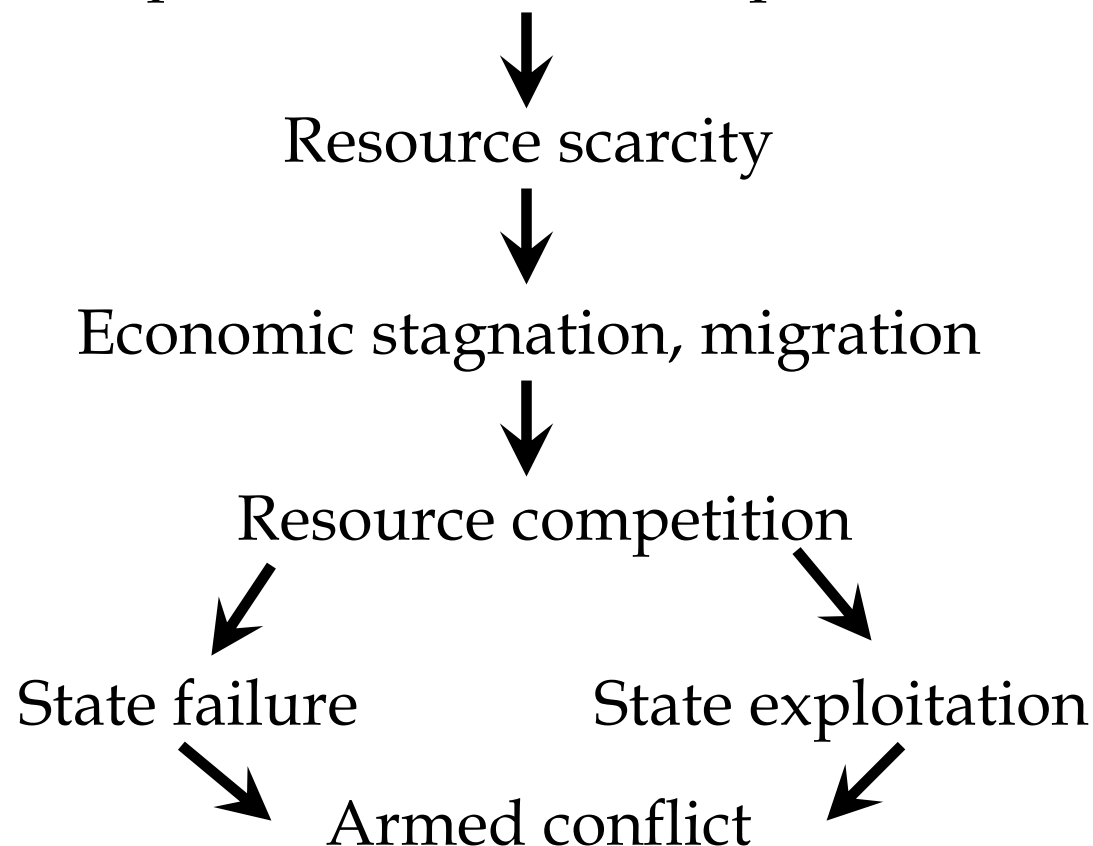 Resource scarcity
Economic stagnation, migration
Resource competition
State failure State exploitation
Armed conflict